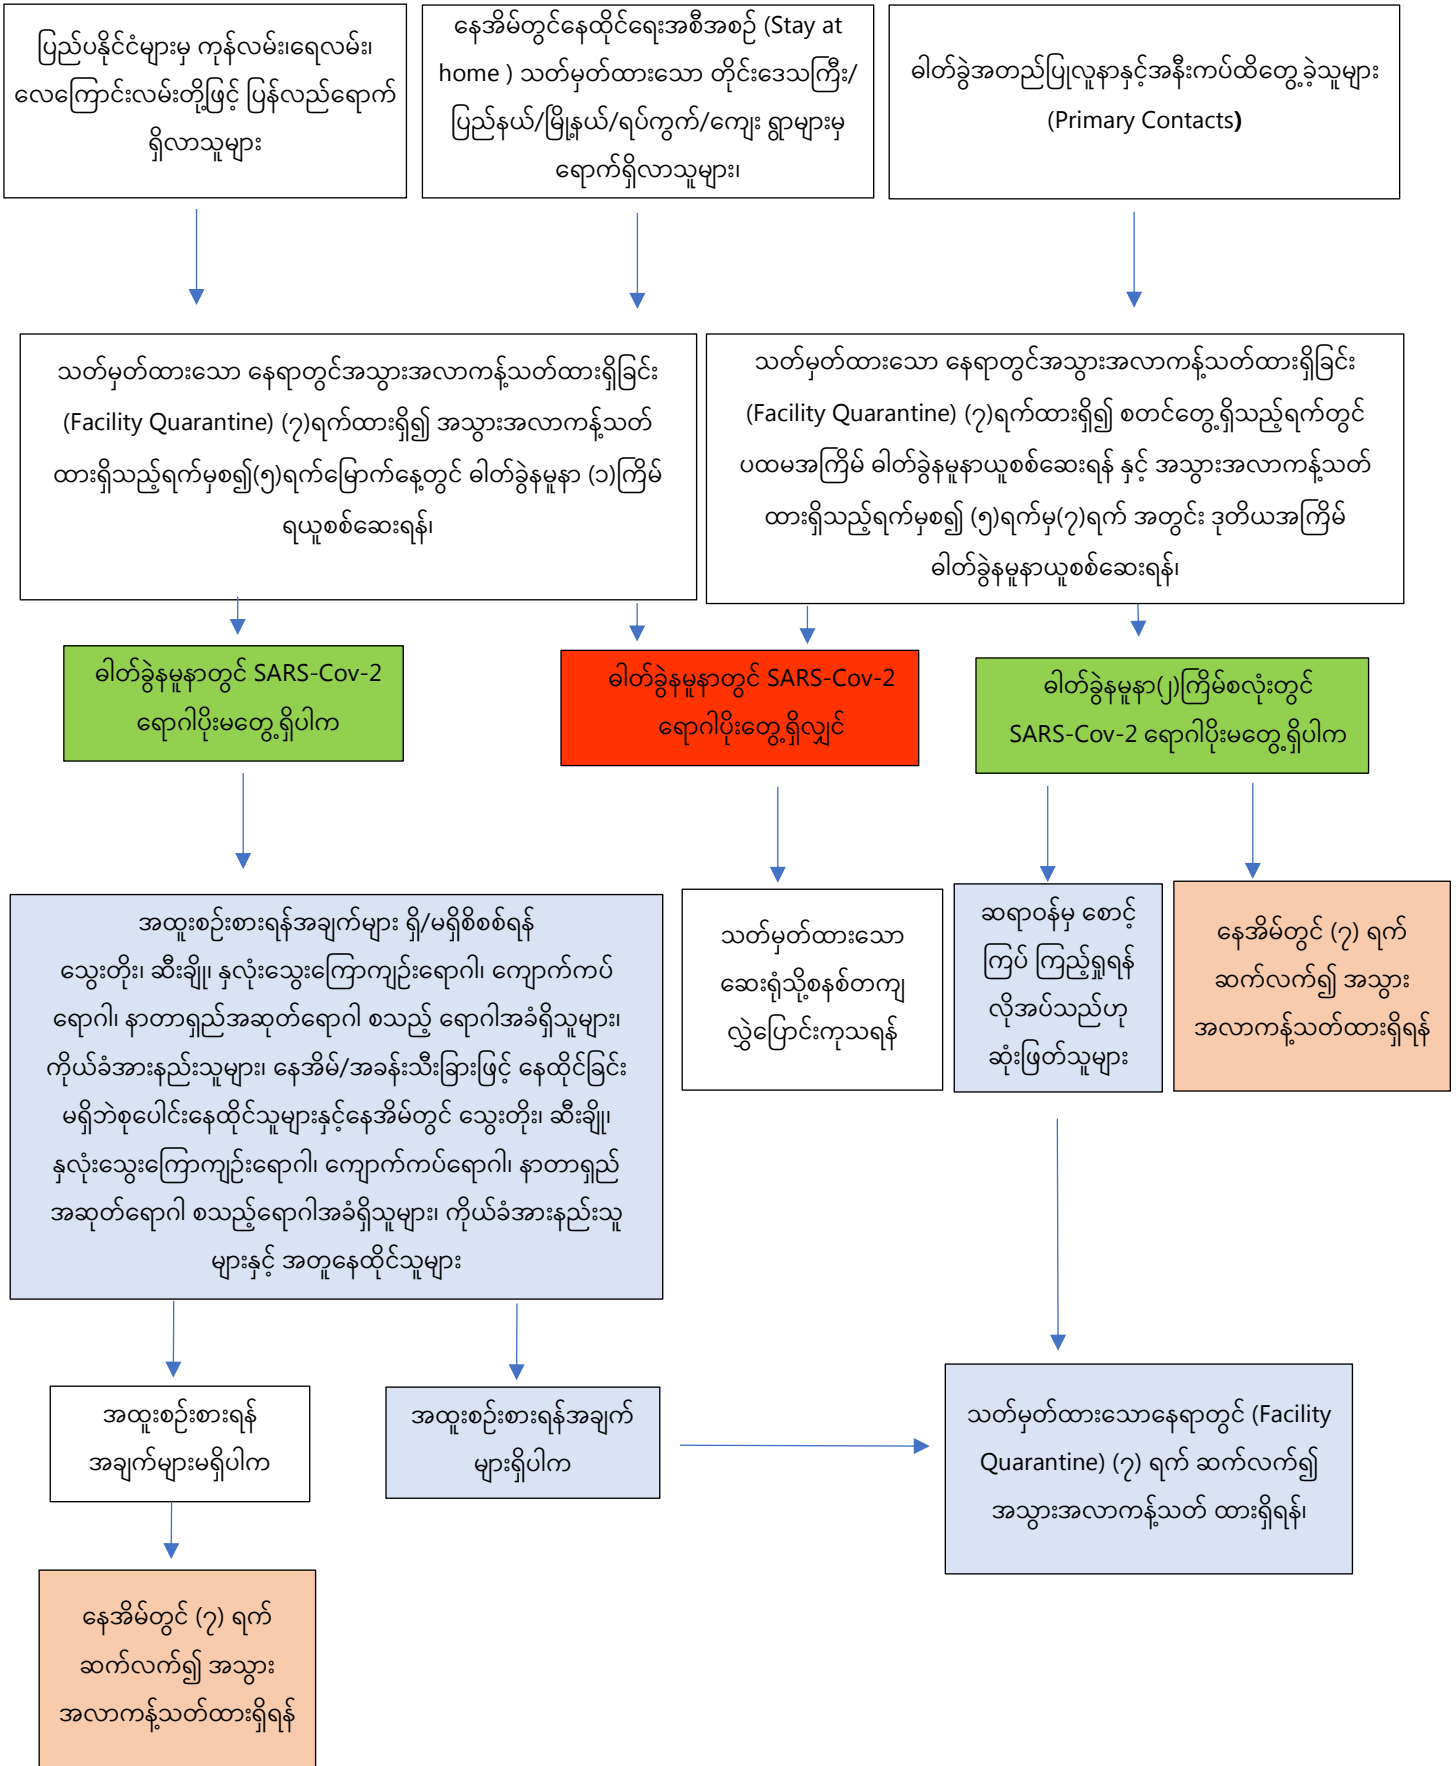 ပြည်ပနိုင်ငံများမှ ကုန်လမ်း၊ရေလမ်း၊
လေကြောင်းလမ်းတို့ဖြင့် ပြန်လည်ရောက်
ရှိလာသူများ
နေအိမ်တွင်နေထိုင်ရေးအစီအစဉ် (Stay at
home ) သတ်မှတ်ထားသော တိုင်းဒေသကြီး/
ပြည်နယ်/မြို့နယ်/ရပ်ကွက်/ကျေး ရွာများမှ
ရောက်ရှိလာသူများ၊
ဓါတ်ခွဲအတည်ပြုလူနာနှင့်အနီးကပ်ထိတွေ့ခဲ့သူများ
(Primary Contacts)
သတ်မှတ်ထားသော နေရာတွင်အသွားအလာကန့်သတ်ထားရှိခြင်း
(Facility Quarantine) (၇)ရက်ထားရှိ၍ အသွားအလာကန့်သတ်
ထားရှိသည့်ရက်မှစ၍(၅)ရက်မြောက်နေ့တွင် ဓါတ်ခွဲနမူနာ (၁)ကြိမ်
ရယူစစ်ဆေးရန်၊
သတ်မှတ်ထားသော နေရာတွင်အသွားအလာကန့်သတ်ထားရှိခြင်း
(Facility Quarantine) (၇)ရက်ထားရှိ၍ စတင်တွေ့ရှိသည့်ရက်တွင်
ပထမအကြိမ် ဓါတ်ခွဲနမူနာယူစစ်ဆေးရန် နှင့် အသွားအလာကန့်သတ်
ထားရှိသည့်ရက်မှစ၍ (၅)ရက်မှ(၇)ရက် အတွင်း ဒုတိယအကြိမ်
ဓါတ်ခွဲနမူနာယူစစ်ဆေးရန်၊
ဓါတ်ခွဲနမူနာတွင် SARS-Cov-2
ရောဂါပိုးမတွေ့ရှိပါက
ဓါတ်ခွဲနမူနာတွင် SARS-Cov-2
ရောဂါပိုးတွေ့ရှိလျှင်
ဓါတ်ခွဲနမူနာ(၂)ကြိမ်စလုံးတွင်
SARS-Cov-2 ရောဂါပိုးမတွေ့ရှိပါက
အထူးစဉ်းစားရန်အချက်များ ရှိ/မရှိစိစစ်ရန်
သွေးတိုး၊ ဆီးချို၊ နှလုံးသွေးကြောကျဉ်းရောဂါ၊ ကျောက်ကပ်
ရောဂါ၊ နာတာရှည်အဆုတ်ရောဂါ စသည့် ရောဂါအခံရှိသူများ၊
ကိုယ်ခံအားနည်းသူများ၊ နေအိမ်/အခန်းသီးခြားဖြင့် နေထိုင်ခြင်း
မရှိဘဲစုပေါင်းနေထိုင်သူများနှင့်နေအိမ်တွင် သွေးတိုး၊ ဆီးချို၊
နှလုံးသွေးကြောကျဉ်းရောဂါ၊ ကျောက်ကပ်ရောဂါ၊ နာတာရှည်
အဆုတ်ရောဂါ စသည့်ရောဂါအခံရှိသူများ၊ ကိုယ်ခံအားနည်းသူ
များနှင့် အတူနေထိုင်သူများ
သတ်မှတ်ထားသော
ဆေးရုံသို့စနစ်တကျ
လွှဲပြောင်းကုသရန်
ဆရာဝန်မှ စောင့်
ကြပ် ကြည့်ရှုရန်
လိုအပ်သည်ဟု
ဆုံးဖြတ်သူများ
နေအိမ်တွင် (၇) ရက်
ဆက်လက်၍ အသွား
အလာကန့်သတ်ထားရှိရန်
အထူးစဉ်းစားရန်
အချက်များမရှိပါက
အထူးစဉ်းစားရန်အချက်
များရှိပါက
သတ်မှတ်ထားသောနေရာတွင် (Facility
Quarantine) (၇) ရက် ဆက်လက်၍
အသွားအလာကန့်သတ် ထားရှိရန်၊
နေအိမ်တွင် (၇) ရက်
ဆက်လက်၍ အသွား
အလာကန့်သတ်ထားရှိရန်